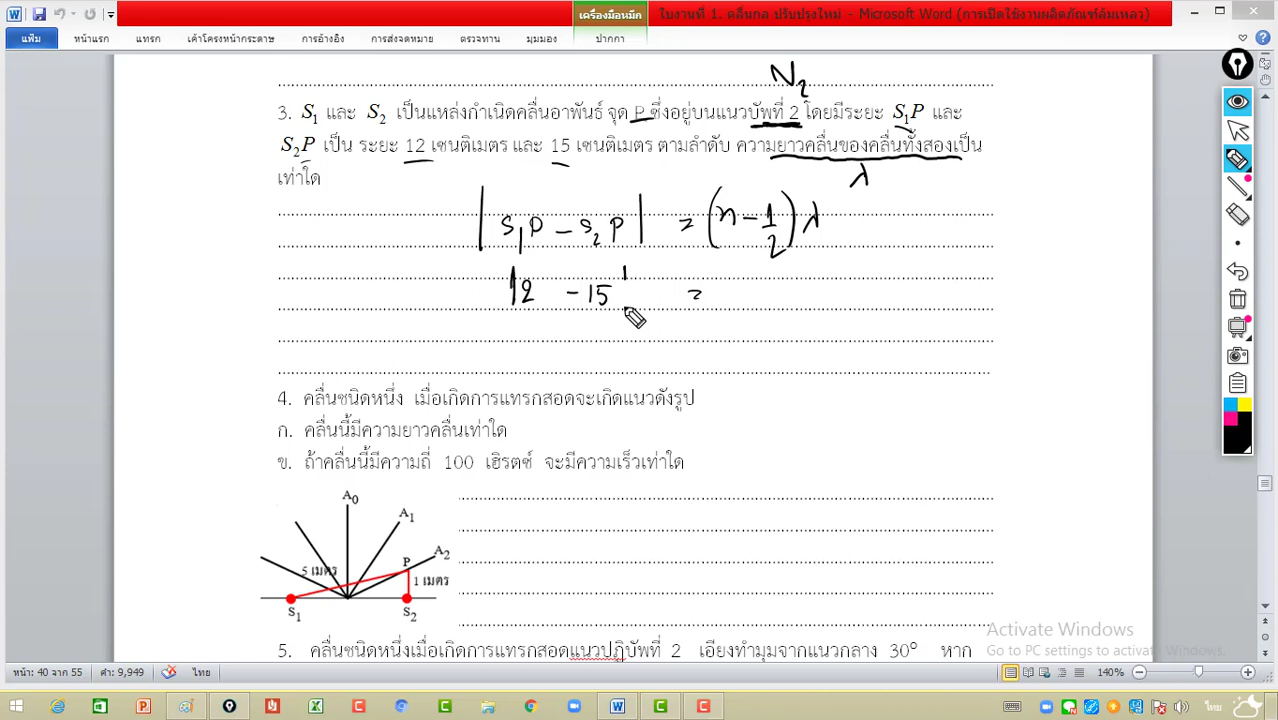 เครื่องมือหมึก
ใบงานที่ 1. คลื่นกล ปรับปรุงใหม่ - Microsoft Word (การเปิดใช้งานผลิตภัณฑ์ล้มเหลว)
แฟ้ม หน้าแรก แทรก เค้าโครงหน้ากระดาษ การอ้างอิง การส่งจดหมาย ตรวจทาน มุมมอง ปากกา
N2
3. S1 และ S2 เป็นแหล่งกำเนิดคลื่นอาพันธ์ จุด P ซึ่งอยู่บนแนวบัพที่ 2 โดยมีระยะ S1P และ
S2P เป็น ระยะ 12 เซนติเมตร และ 15 เซนติเมตร ตามลำดับ ความยาวคลื่นของคลื่นทั้งสองเป็น
เท่าใด
λ
|S1P - S2P| = (n - 1/2) λ
|12 - 15| =
4. คลื่นชนิดหนึ่ง เมื่อเกิดการแทรกสอดจะเกิดแนวดังรูป
ก. คลื่นนี้มีความยาวคลื่นเท่าใด
ข. ถ้าคลื่นนี้มีความถี่ 100 เฮิรตซ์ จะมีความเร็วเท่าใด
A0
A1
A2
P
5 เมตร
1 เมตร
S1
S2
5. คลื่นชนิดหนึ่งเมื่อเกิดการแทรกสอดแนวปฏิบัพที่ 2 เอียงทำมุมจากแนวกลาง 30° หาก
Activate Windows
Go to PC settings to activate Windows
หน้า: 40 จาก 55 คำ: 9,949 ไทย 140%
ไทย